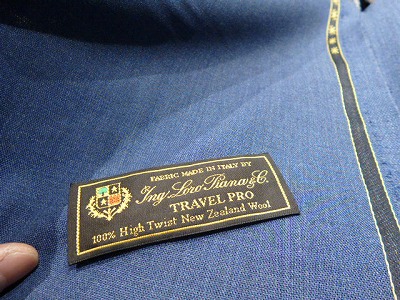 FABRIC MADE IN ITALY BY
Ing. Loro Piana & C.
TRAVEL PRO
100% High Twist New Zealand Wool